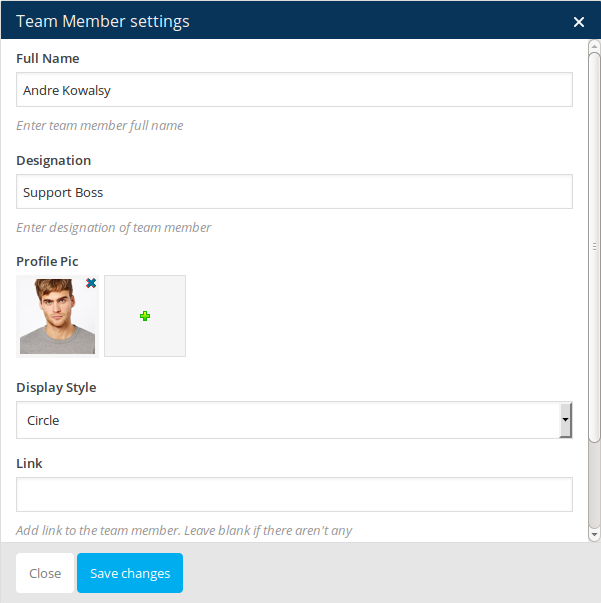 Team Member settings
Full Name
Andre Kowalsy
Enter team member full name
Designation
Support Boss
Enter designation of team member
Profile Pic
Display Style
Circle
Link
Add link to the team member. Leave blank if there aren't any
Close
Save changes